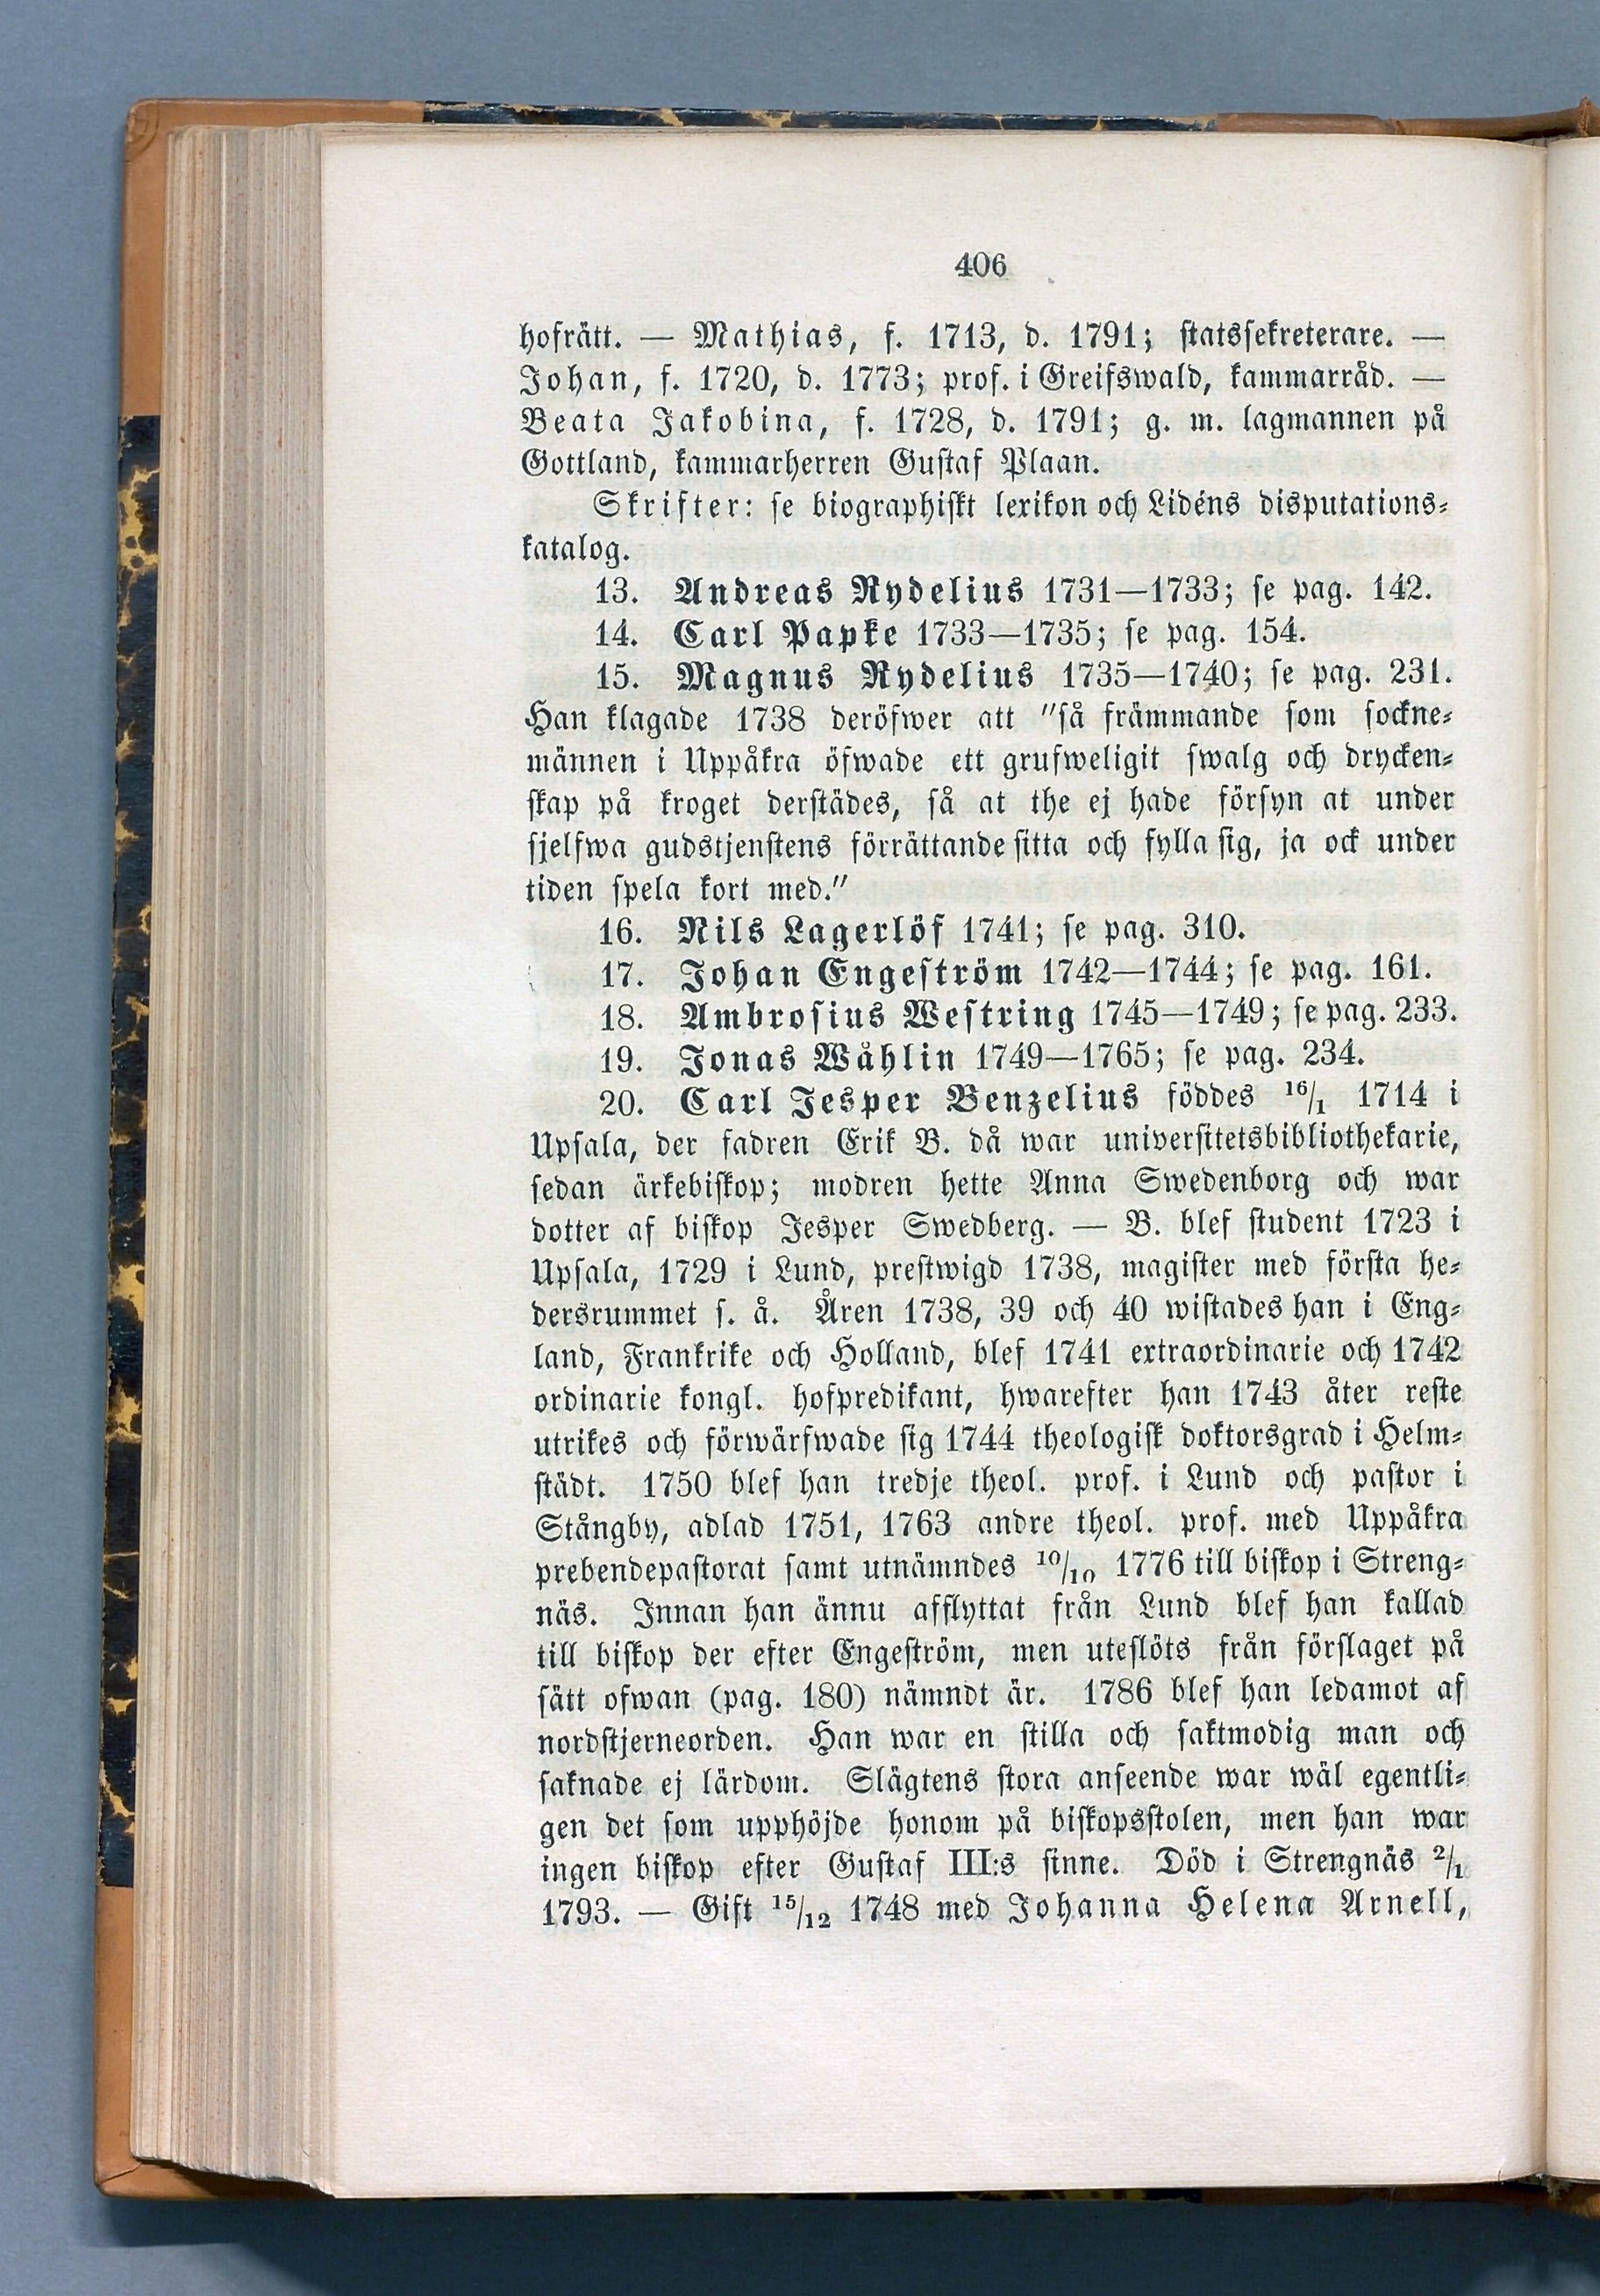 406
hofrätt. — Mathias, f. 1713, d. 1791; statssekreterare. —
Johan, f. 1720, d. 1773; prof. i Greifswald, kammarråd. —
Beata Jakobina, f. 1728, d. 1791; g. m. lagmannen på
Gottland, kammarherren Gustaf Plaan.
Skrifter: se biographiskt lexikon och Lidéns disputations-
katalog.
13. Andreas Rydelius 1731—1733; se pag. 142.
14. Carl Papke 1733—1735; se pag. 154.
15. Magnus Rydelius 1735—1740; se pag. 231.
Han klagade 1738 deröfwer att "så främmande som sockne-
männen i Uppåkra öfwade ett grufweligit swalg och drycken-
skap på kroget derstädes, så at the ej hade försyn at under
sjelfwa gudstjenstens förrättande sitta och fylla sig, ja ock under
tiden spela kort med."
16. Nils Lagerlöf 1741; se pag. 310.
17. Johan Engeström 1742—1744; se pag. 161.
18. Ambrosius Westring 1745—1749; se pag. 233.
19. Jonas Wåhlin 1749—1765; se pag. 234.
20. Carl Jesper Benzelius föddes 16/1 1714 i
Upsala, der fadren Erik B. då war universitetsbibliothekarie,
sedan ärkebiskop; modren hette Anna Swedenborg och war
dotter af biskop Jesper Swedberg. — B. blef student 1723 i
Upsala, 1729 i Lund, prestwigd 1738, magister med första he-
dersrummet s. å. Åren 1738, 39 och 40 wistades han i Eng-
land, Frankrike och Holland, blef 1741 extraordinarie och 1742
ordinarie kongl. hofpredikant, hwarefter han 1743 åter reste
utrikes och förwärfwade sig 1744 theologisk doktorsgrad i Helm-
städt. 1750 blef han tredje theol. prof. i Lund och pastor i
Stångby, adlad 1751, 1763 andre theol. prof. med Uppåkra
prebendepastorat samt utnämndes 10/10 1776 till biskop i Streng-
näs. Innan han ännu afflyttat från Lund blef han kallad
till biskop der efter Engeström, men uteslöts från förslaget på
sätt ofwan (pag. 180) nämndt är. 1786 blef han ledamot af
nordstjerneorden. Han war en stilla och saktmodig man och
saknade ej lärdom. Slägtens stora anseende war wäl egentli-
gen det som upphöjde honom på biskopsstolen, men han war
ingen biskop efter Gustaf III:s sinne. Död i Strengnäs 2/1
1793. — Gift 15/12 1748 med Johanna Helena Arnell,